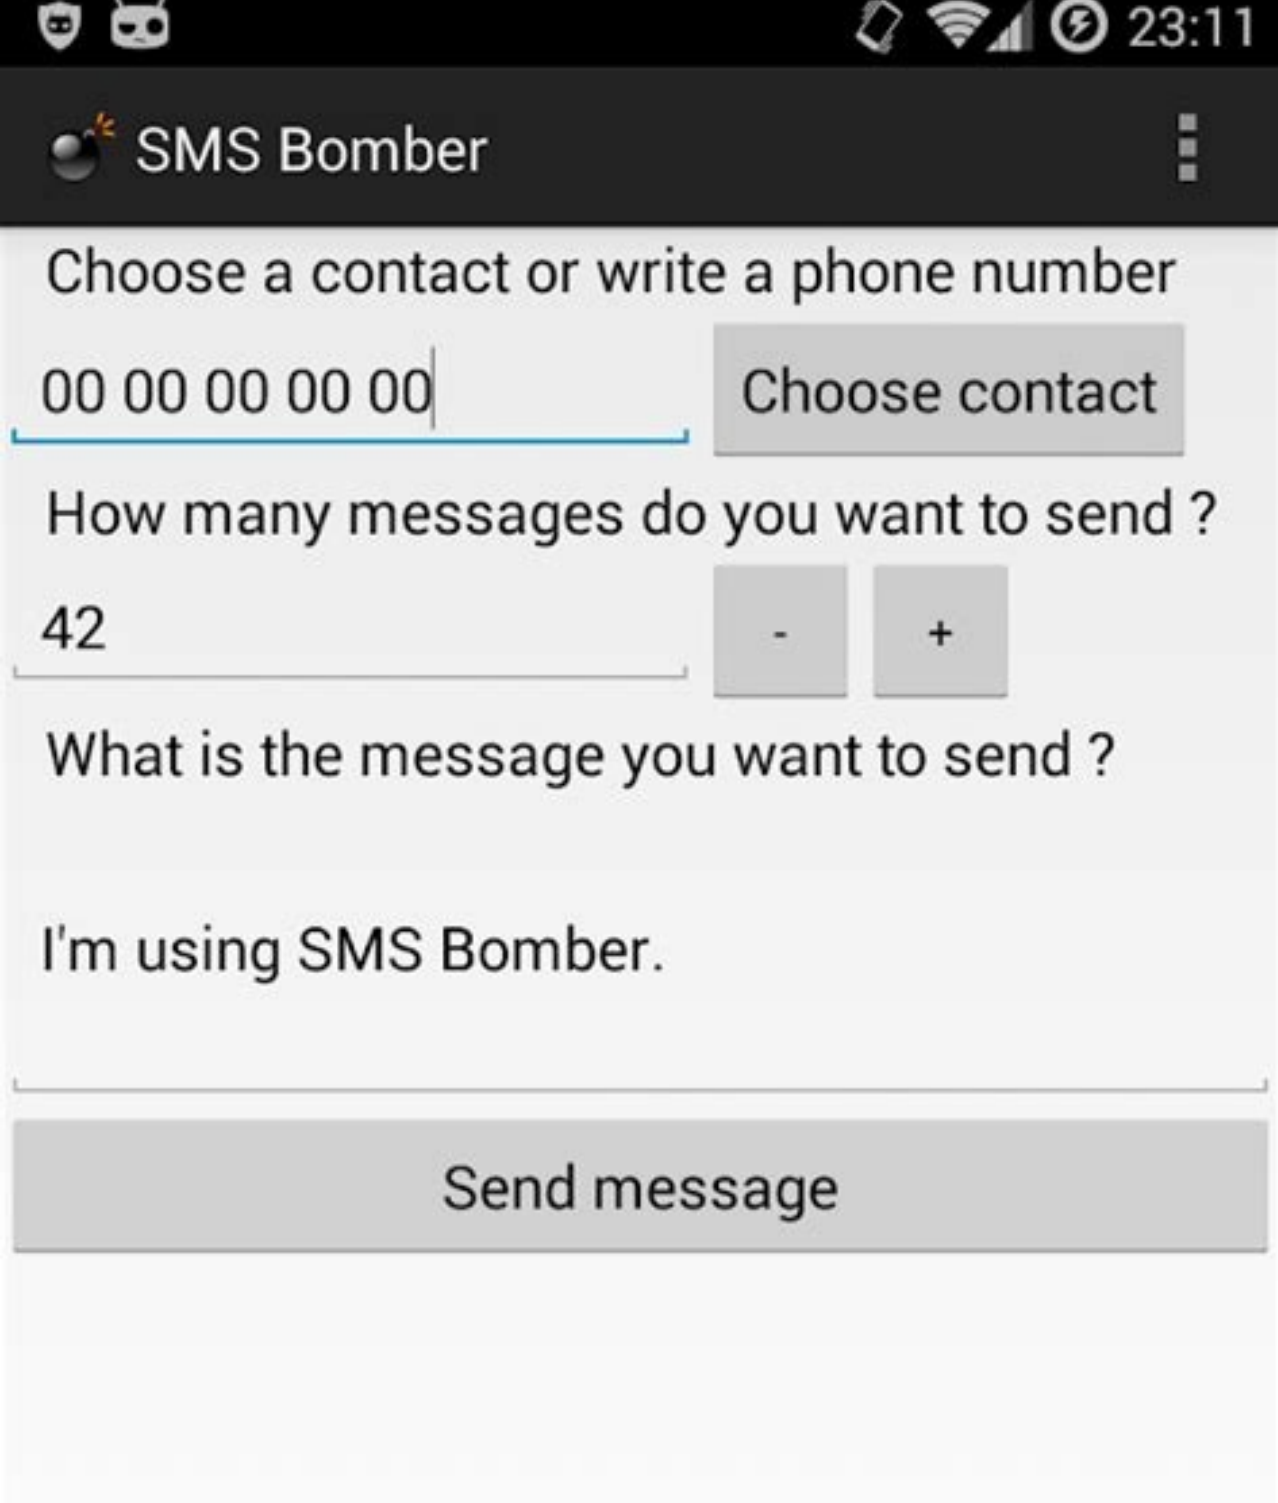 23:11
SMS Bomber
Choose a contact or write a phone number
00 00 00 00 00
Choose contact
How many messages do you want to send ?
42
-
+
What is the message you want to send ?
I'm using SMS Bomber.
Send message